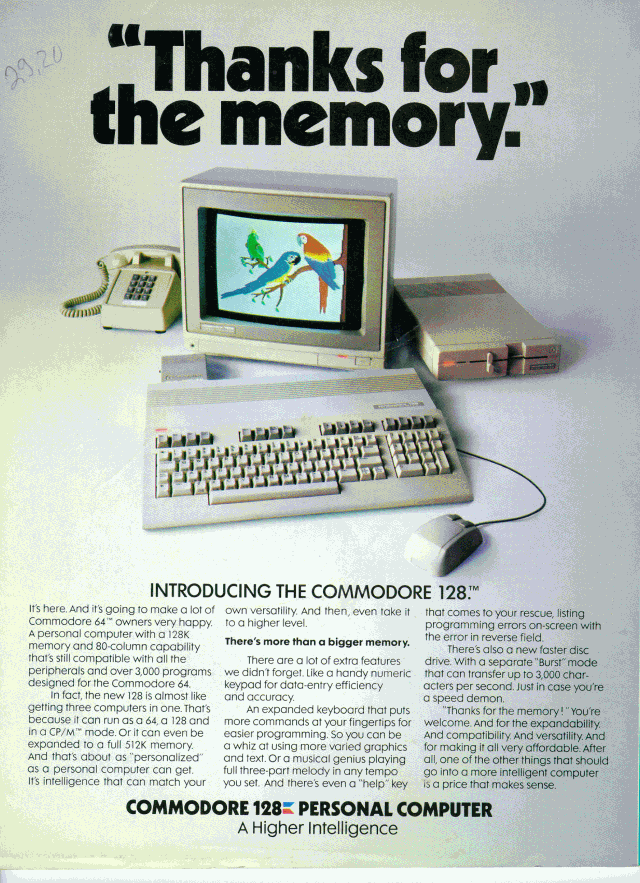 29,20
“Thanks for
the memory.”
INTRODUCING THE COMMODORE 128.™
It's here. And it's going to make a lot of
Commodore 64™ owners very happy.
A personal computer with a 128K
memory and 80-column capability
that's still compatible with all the
peripherals and over 3,000 programs
designed for the Commodore 64.
In fact, the new 128 is almost like
getting three computers in one. That's
because it can run as a 64, a 128 and
in a CP/M™ mode. Or it can even be
expanded to a full 512K memory.
And that's about as “personalized”
as a personal computer can get.
It's intelligence that can match your
own versatility. And then, even take it
to a higher level.
There's more than a bigger memory.
There are a lot of extra features
we didn't forget. Like a handy numeric
keypad for data-entry efficiency
and accuracy.
An expanded keyboard that puts
more commands at your fingertips for
easier programming. So you can be
a whiz at using more varied graphics
and text. Or a musical genius playing
full three-part melody in any tempo
you set. And there's even a “help” key
that comes to your rescue, listing
programming errors on-screen with
the error in reverse field.
There's also a new faster disc
drive. With a separate “Burst” mode
that can transfer up to 3,000 char-
acters per second. Just in case you're
a speed demon.
“Thanks for the memory!” You're
welcome. And for the expandability.
And compatibility. And versatility. And
for making it all very affordable. After
all, one of the other things that should
go into a more intelligent computer
is a price that makes sense.
COMMODORE 128 PERSONAL COMPUTER
A Higher Intelligence